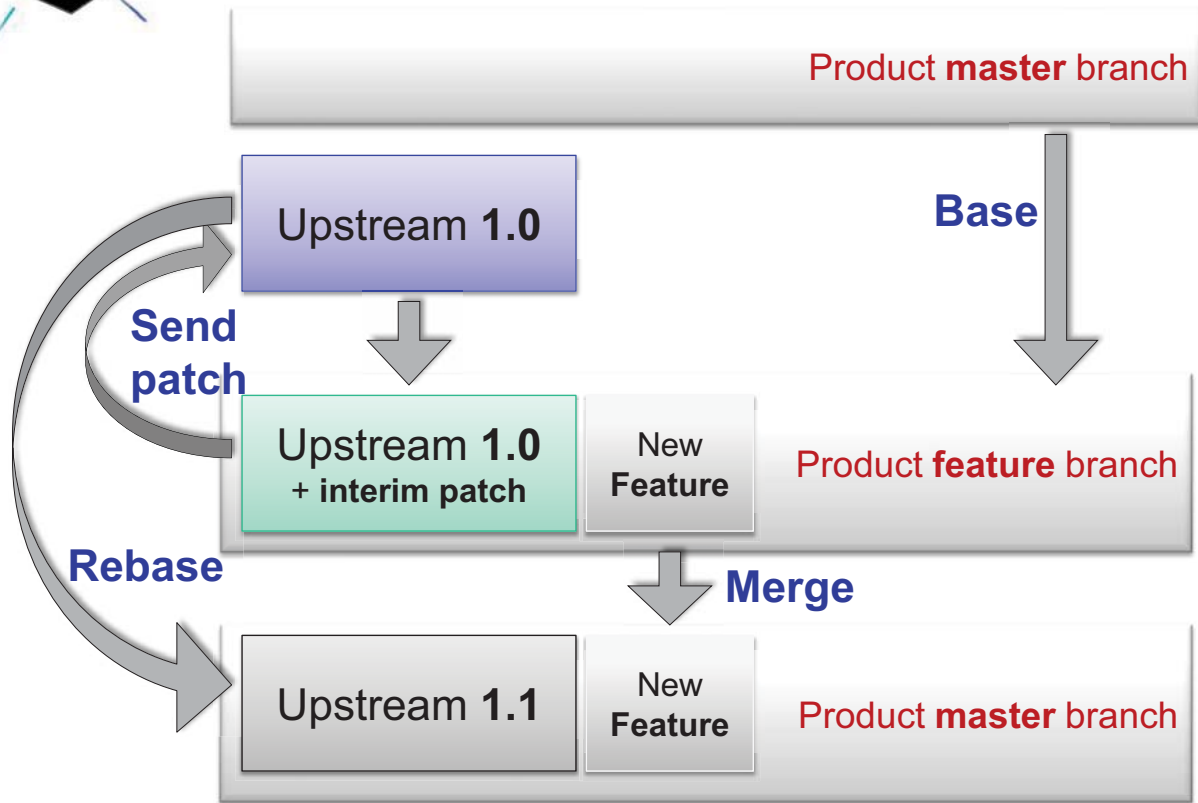 Product master branch
Upstream 1.0
Base
Send
patch
Upstream 1.0
+ interim patch
New
Feature
Product feature branch
Rebase
Merge
Upstream 1.1
New
Feature
Product master branch